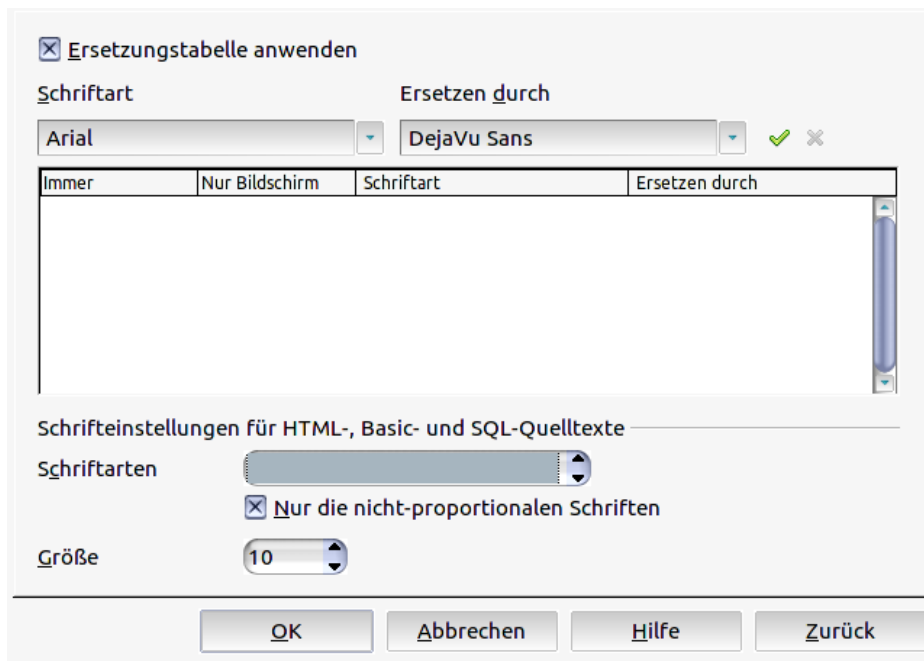 Ersetzungstabelle anwenden
Schriftart Ersetzen durch
Arial DejaVu Sans
Immer Nur Bildschirm Schriftart Ersetzen durch
Schrifteinstellungen für HTML-, Basic- und SQL-Quelltexte
Schriftarten
Nur die nicht-proportionalen Schriften
Größe 10
OK Abbrechen Hilfe Zurück